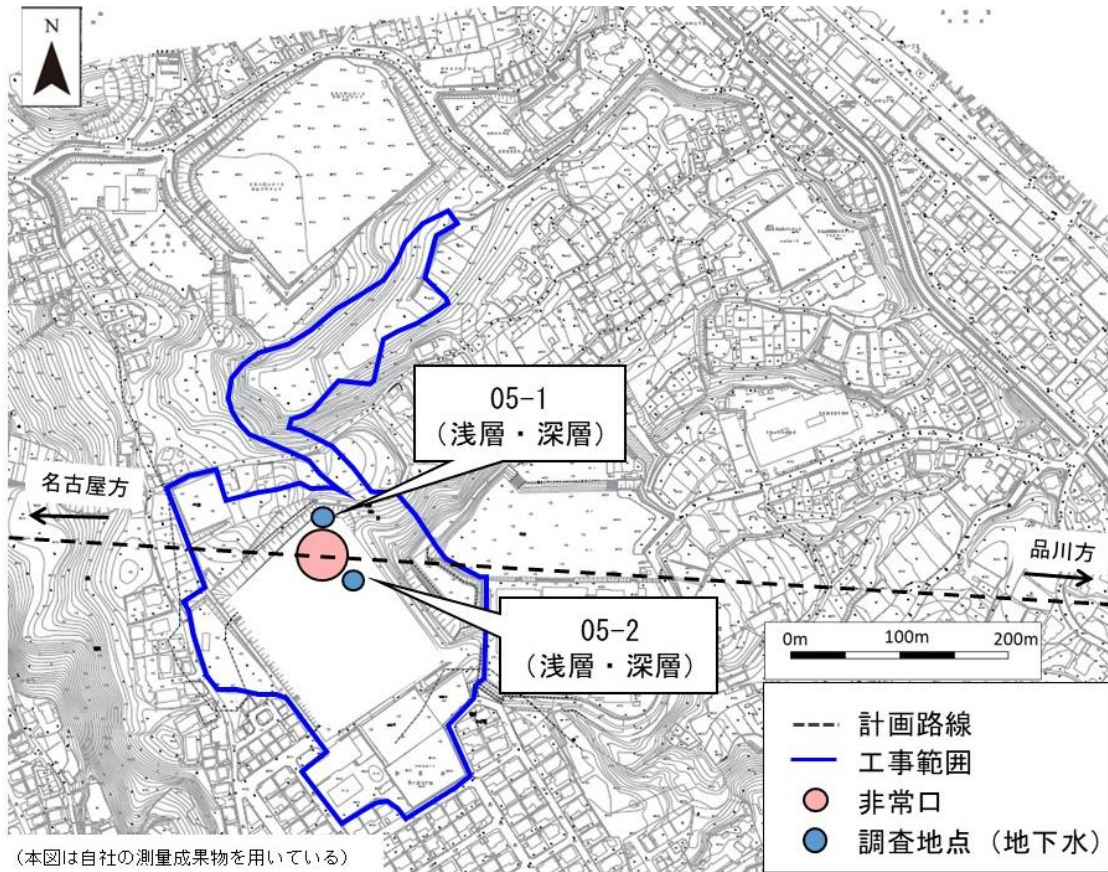 N
05-1
(浅層・深層)
名古屋方
品川方
05-2
(浅層・深層)
0m 100m 200m
計画路線
工事範囲
非常口
調査地点（地下水）
（本図は自社の測量成果物を用いている）